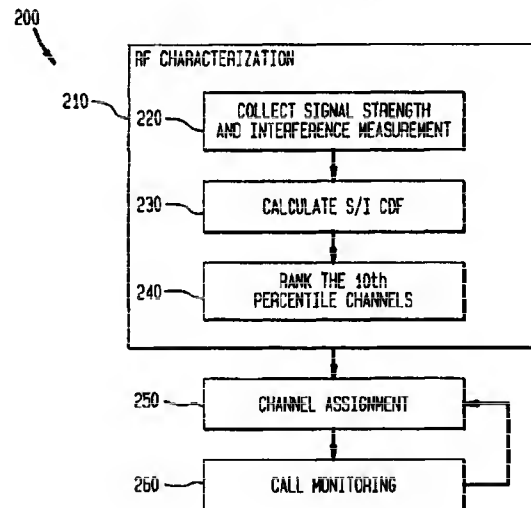 200
RF CHARACTERIZATION
210
220
COLLECT SIGNAL STRENGTH
AND INTERFERENCE MEASUREMENT
230
CALCULATE S/I CDF
240
RANK THE 10th
PERCENTILE CHANNELS
250
CHANNEL ASSIGNMENT
260
CALL MONITORING